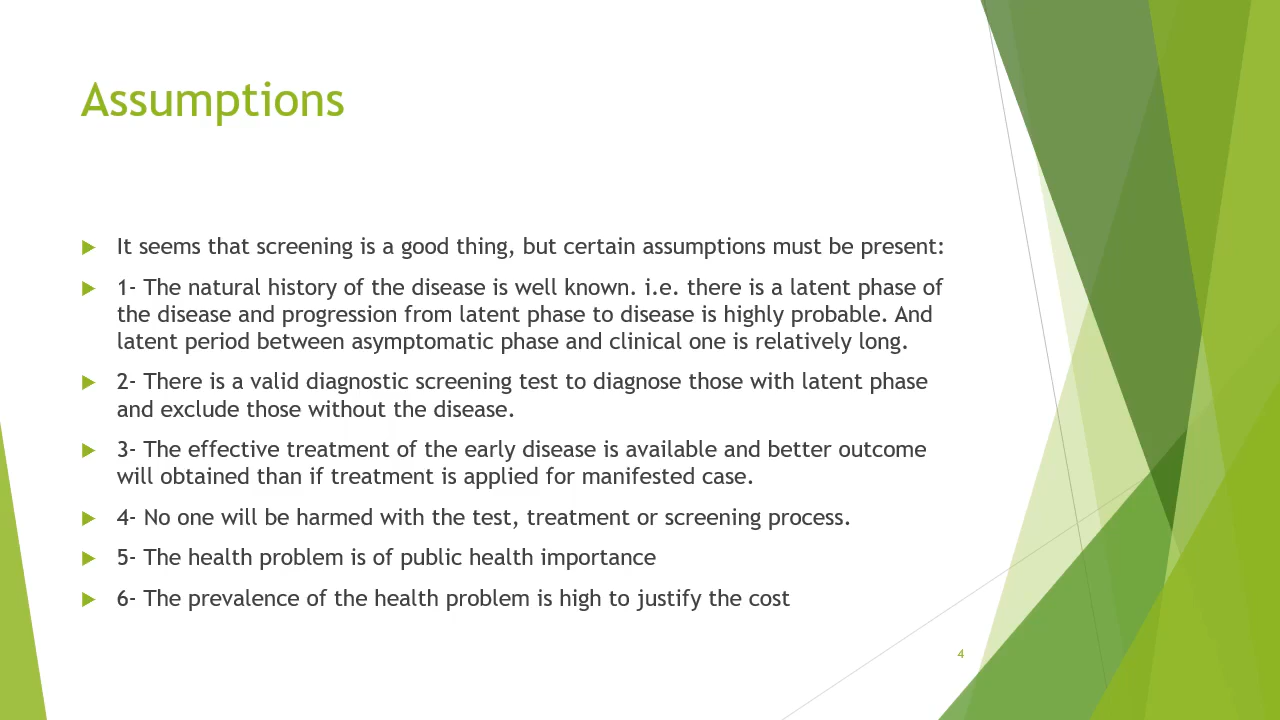 Assumptions
It seems that screening is a good thing, but certain assumptions must be present:
1- The natural history of the disease is well known. i.e. there is a latent phase of
the disease and progression from latent phase to disease is highly probable. And
latent period between asymptomatic phase and clinical one is relatively long.
2- There is a valid diagnostic screening test to diagnose those with latent phase
and exclude those without the disease.
3- The effective treatment of the early disease is available and better outcome
will obtained than if treatment is applied for manifested case.
4- No one will be harmed with the test, treatment or screening process.
5- The health problem is of public health importance
6- The prevalence of the health problem is high to justify the cost
4